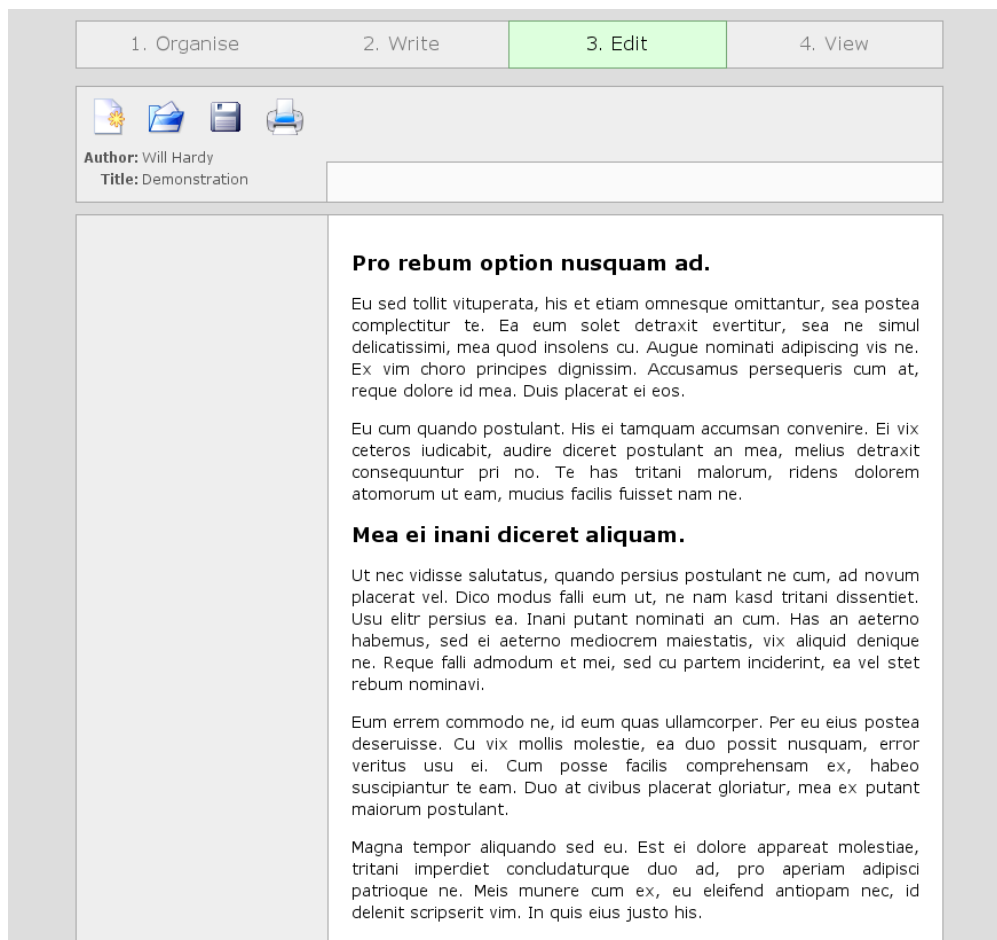 1. Organise
2. Write
3. Edit
4. View
Author: Will Hardy
Title: Demonstration
Pro rebum option nusquam ad.
Eu sed tollit vituperata, his et etiam omnesque omittantur, sea postea
complectitur te. Ea eum solet detraxit evertitur, sea ne simul
delicatissimi, mea quod insolens cu. Augue nominati adipiscing vis ne.
Ex vim choro principes dignissim. Accusamus persequeris cum at,
reque dolore id mea. Duis placerat ei eos.
Eu cum quando postulant. His ei tamquam accumsan convenire. Ei vix
ceteros iudicabit, audire diceret postulant an mea, melius detraxit
consequuntur pri no. Te has tritani malorum, ridens dolorem
atomorum ut eam, mucius facilis fuisset nam ne.
Mea ei inani diceret aliquam.
Ut nec vidisse salutatus, quando persius postulant ne cum, ad novum
placerat vel. Dico modus falli eum ut, ne nam kasd tritani dissentiet.
Usu elitr persius ea. Inani putant nominati an cum. Has an aeterno
habemus, sed ei aeterno mediocrem maiestatis, vix aliquid denique
ne. Reque falli admodum et mei, sed cu partem inciderint, ea vel stet
rebum nominavi.
Eum errem commodo ne, id eum quas ullamcorper. Per eu eius postea
deseruisse. Cu vix mollis molestie, ea duo possit nusquam, error
veritus usu ei. Cum posse facilis comprehensam ex, habeo
suscipiantur te eam. Duo at civibus placerat gloriatur, mea ex putant
maiorum postulant.
Magna tempor aliquando sed eu. Est ei dolore appareat molestiae,
tritani imperdiet concludaturque duo ad, pro aperiam adipisci
patrioque ne. Meis munere cum ex, eu eleifend antiopam nec, id
delenit scripserit vim. In quis eius justo his.